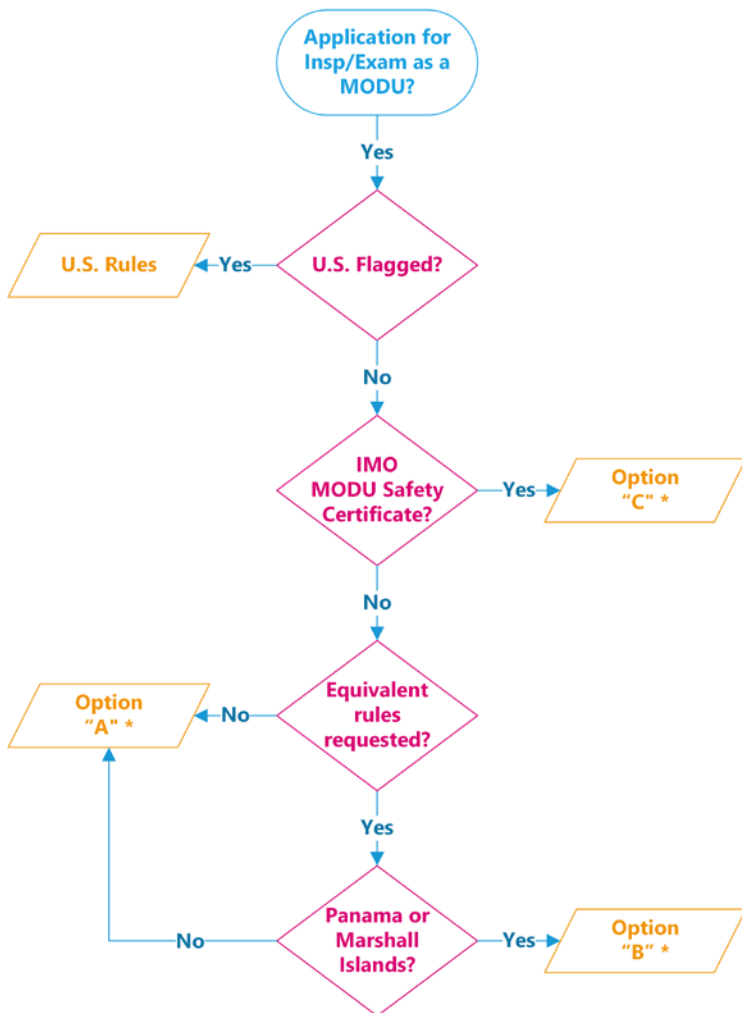 Application for
Insp/Exam as a
MODU?
Yes
U.S. Rules
Yes
U.S. Flagged?
No
IMO
MODU Safety
Certificate?
Yes
Option
“C" *
No
Option
“A" *
No
Equivalent
rules
requested?
Yes
No
Panama or
Marshall
Islands?
Yes
Option
“B” *